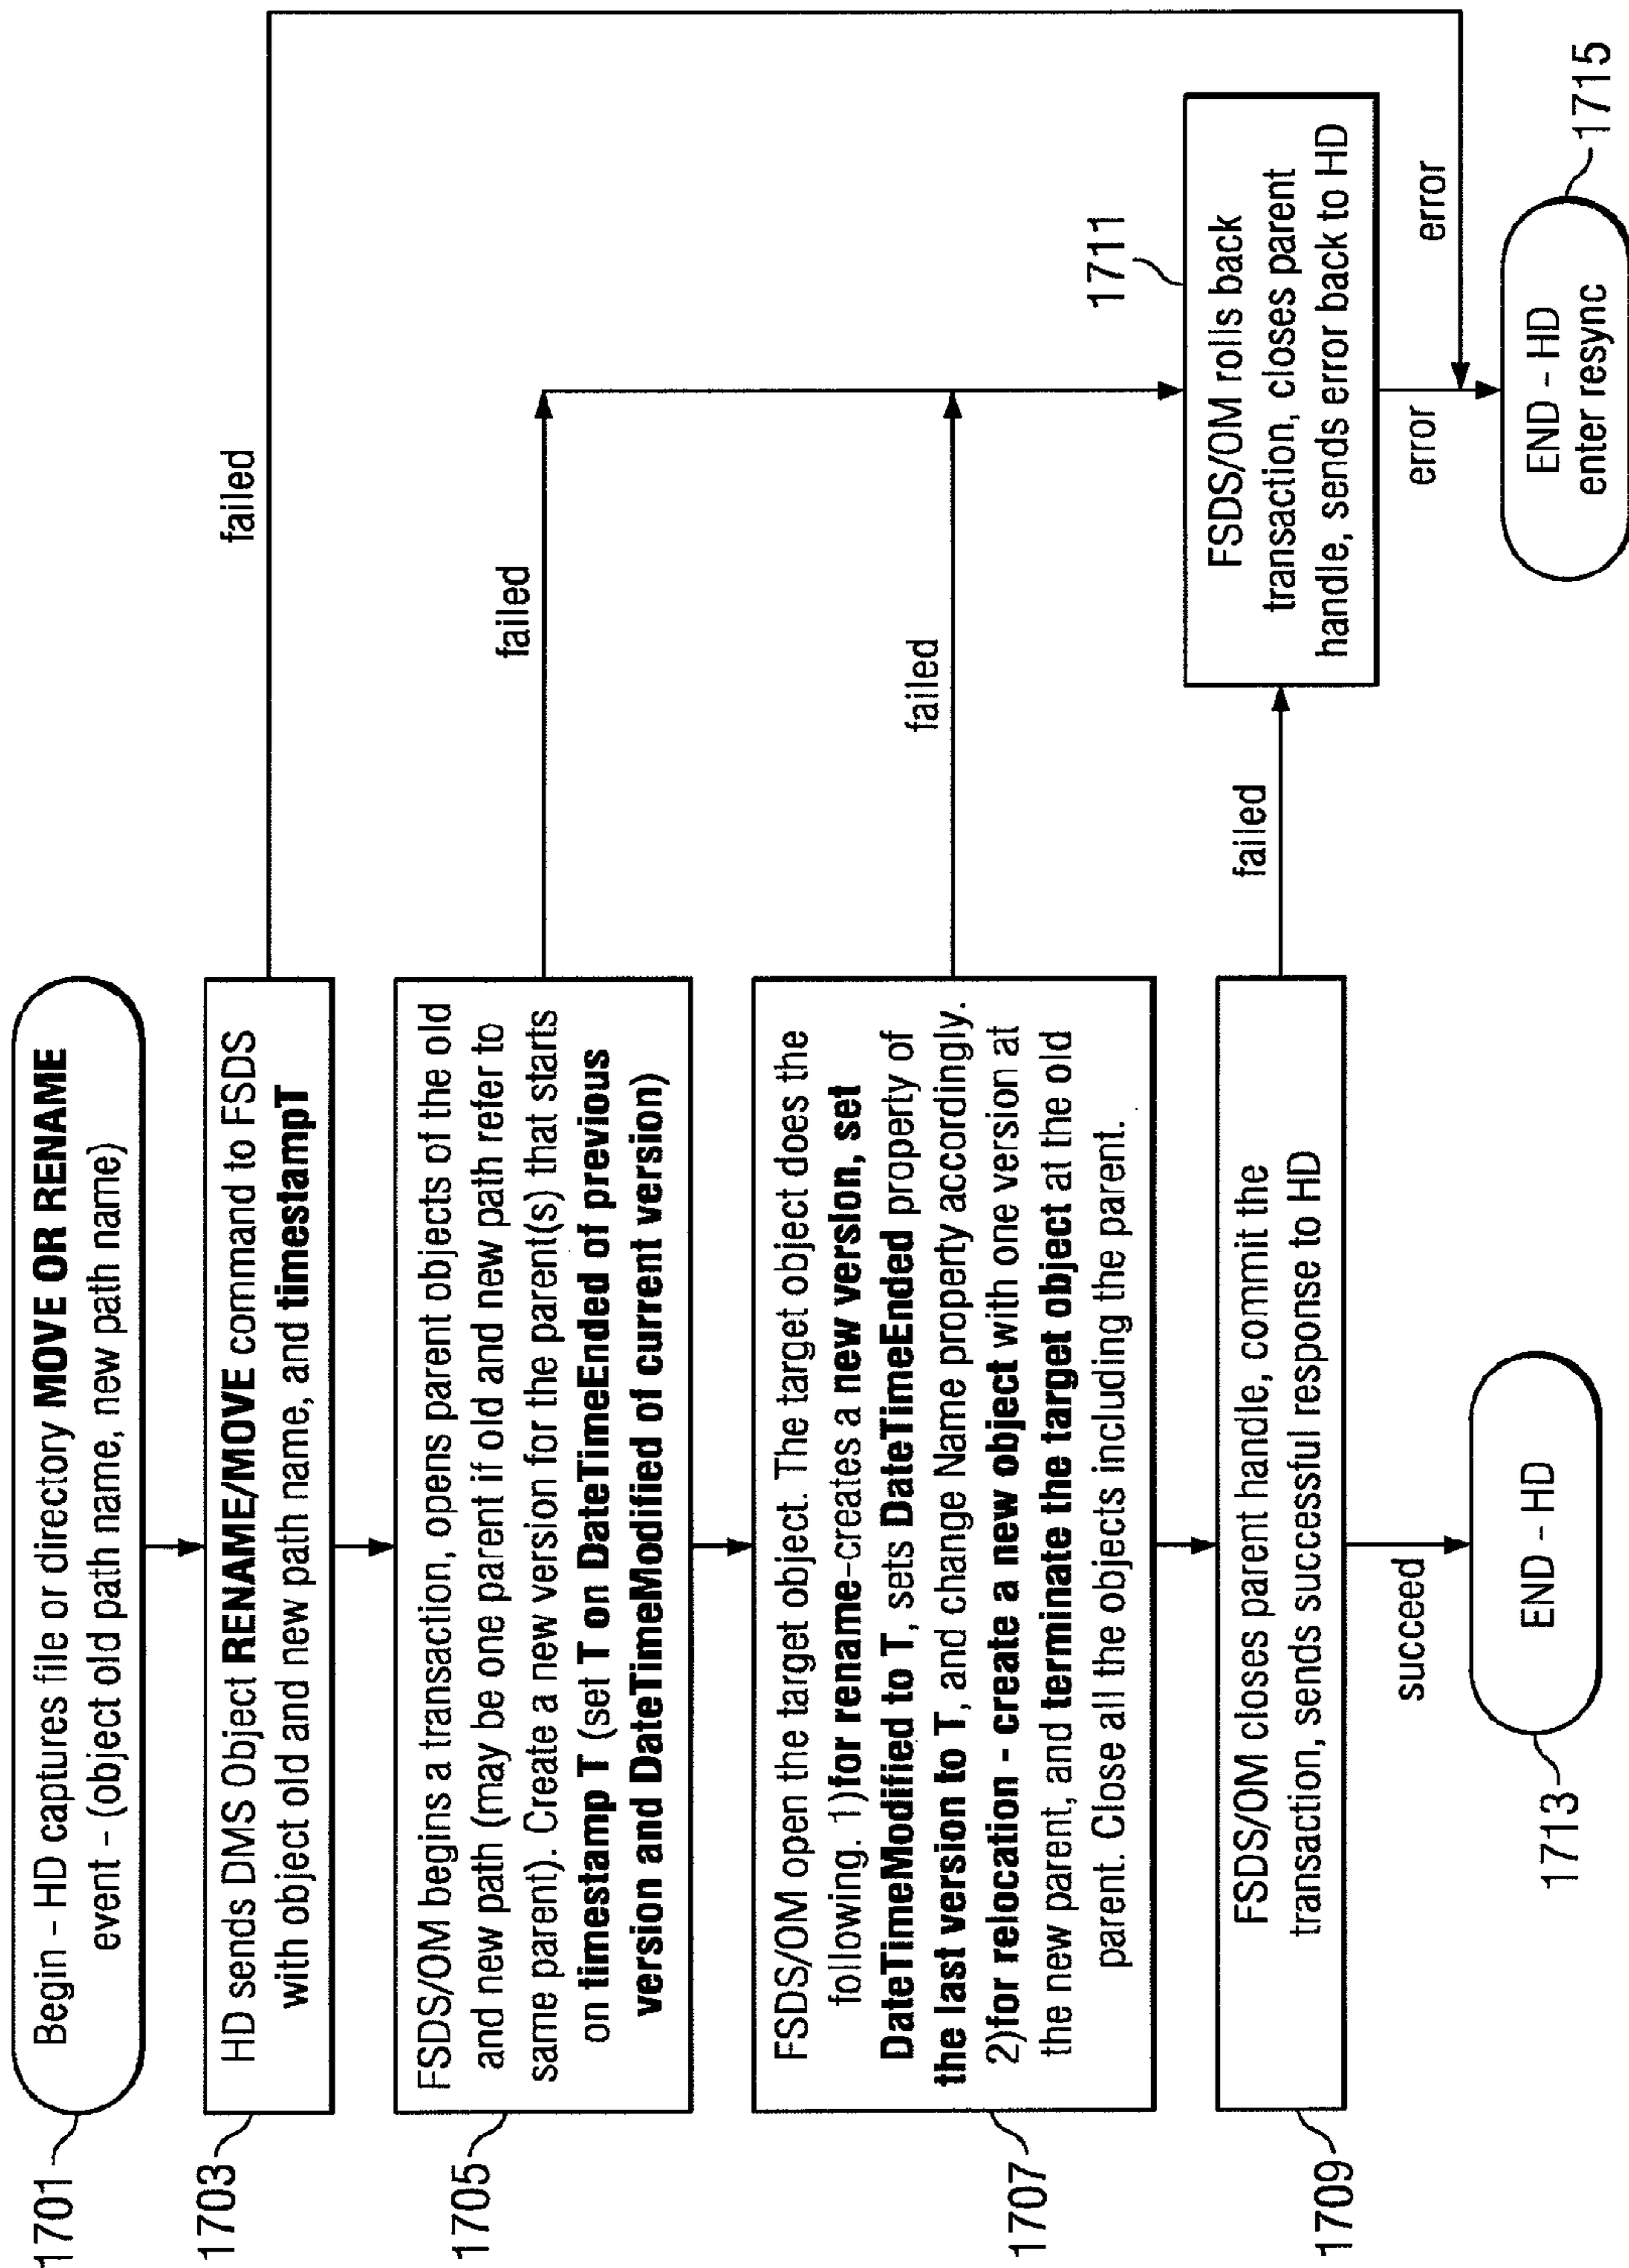 1701
Begin - HD captures file or directory MOVE OR RENAME
event - (object old path name, new path name)
1703
HD sends DMS Object RENAME/MOVE command to FSDS
with object old and new path name, and timestampT
failed
1705
FSDS/OM begins a transaction, opens parent objects of the old
and new path (may be one parent if old and new path refer to
same parent). Create a new version for the parent(s) that starts
on timestamp T (set T on DateTimeEnded of previous
version and DateTimeModified of current version)
failed
1707
FSDS/OM open the target object. The target object does the
following. 1)for rename-creates a new version, set
DateTimeModified to T, sets DateTimeEnded property of
the last version to T, and change Name property accordingly.
2)for relocation - create a new object with one version at
the new parent, and terminate the target object at the old
parent. Close all the objects including the parent.
failed
1709
FSDS/OM closes parent handle, commit the
transaction, sends successful response to HD
failed
1711
FSDS/OM rolls back
transaction, closes parent
handle, sends error back to HD
succeed
error
error
1713
END - HD
END - HD
enter resync
1715